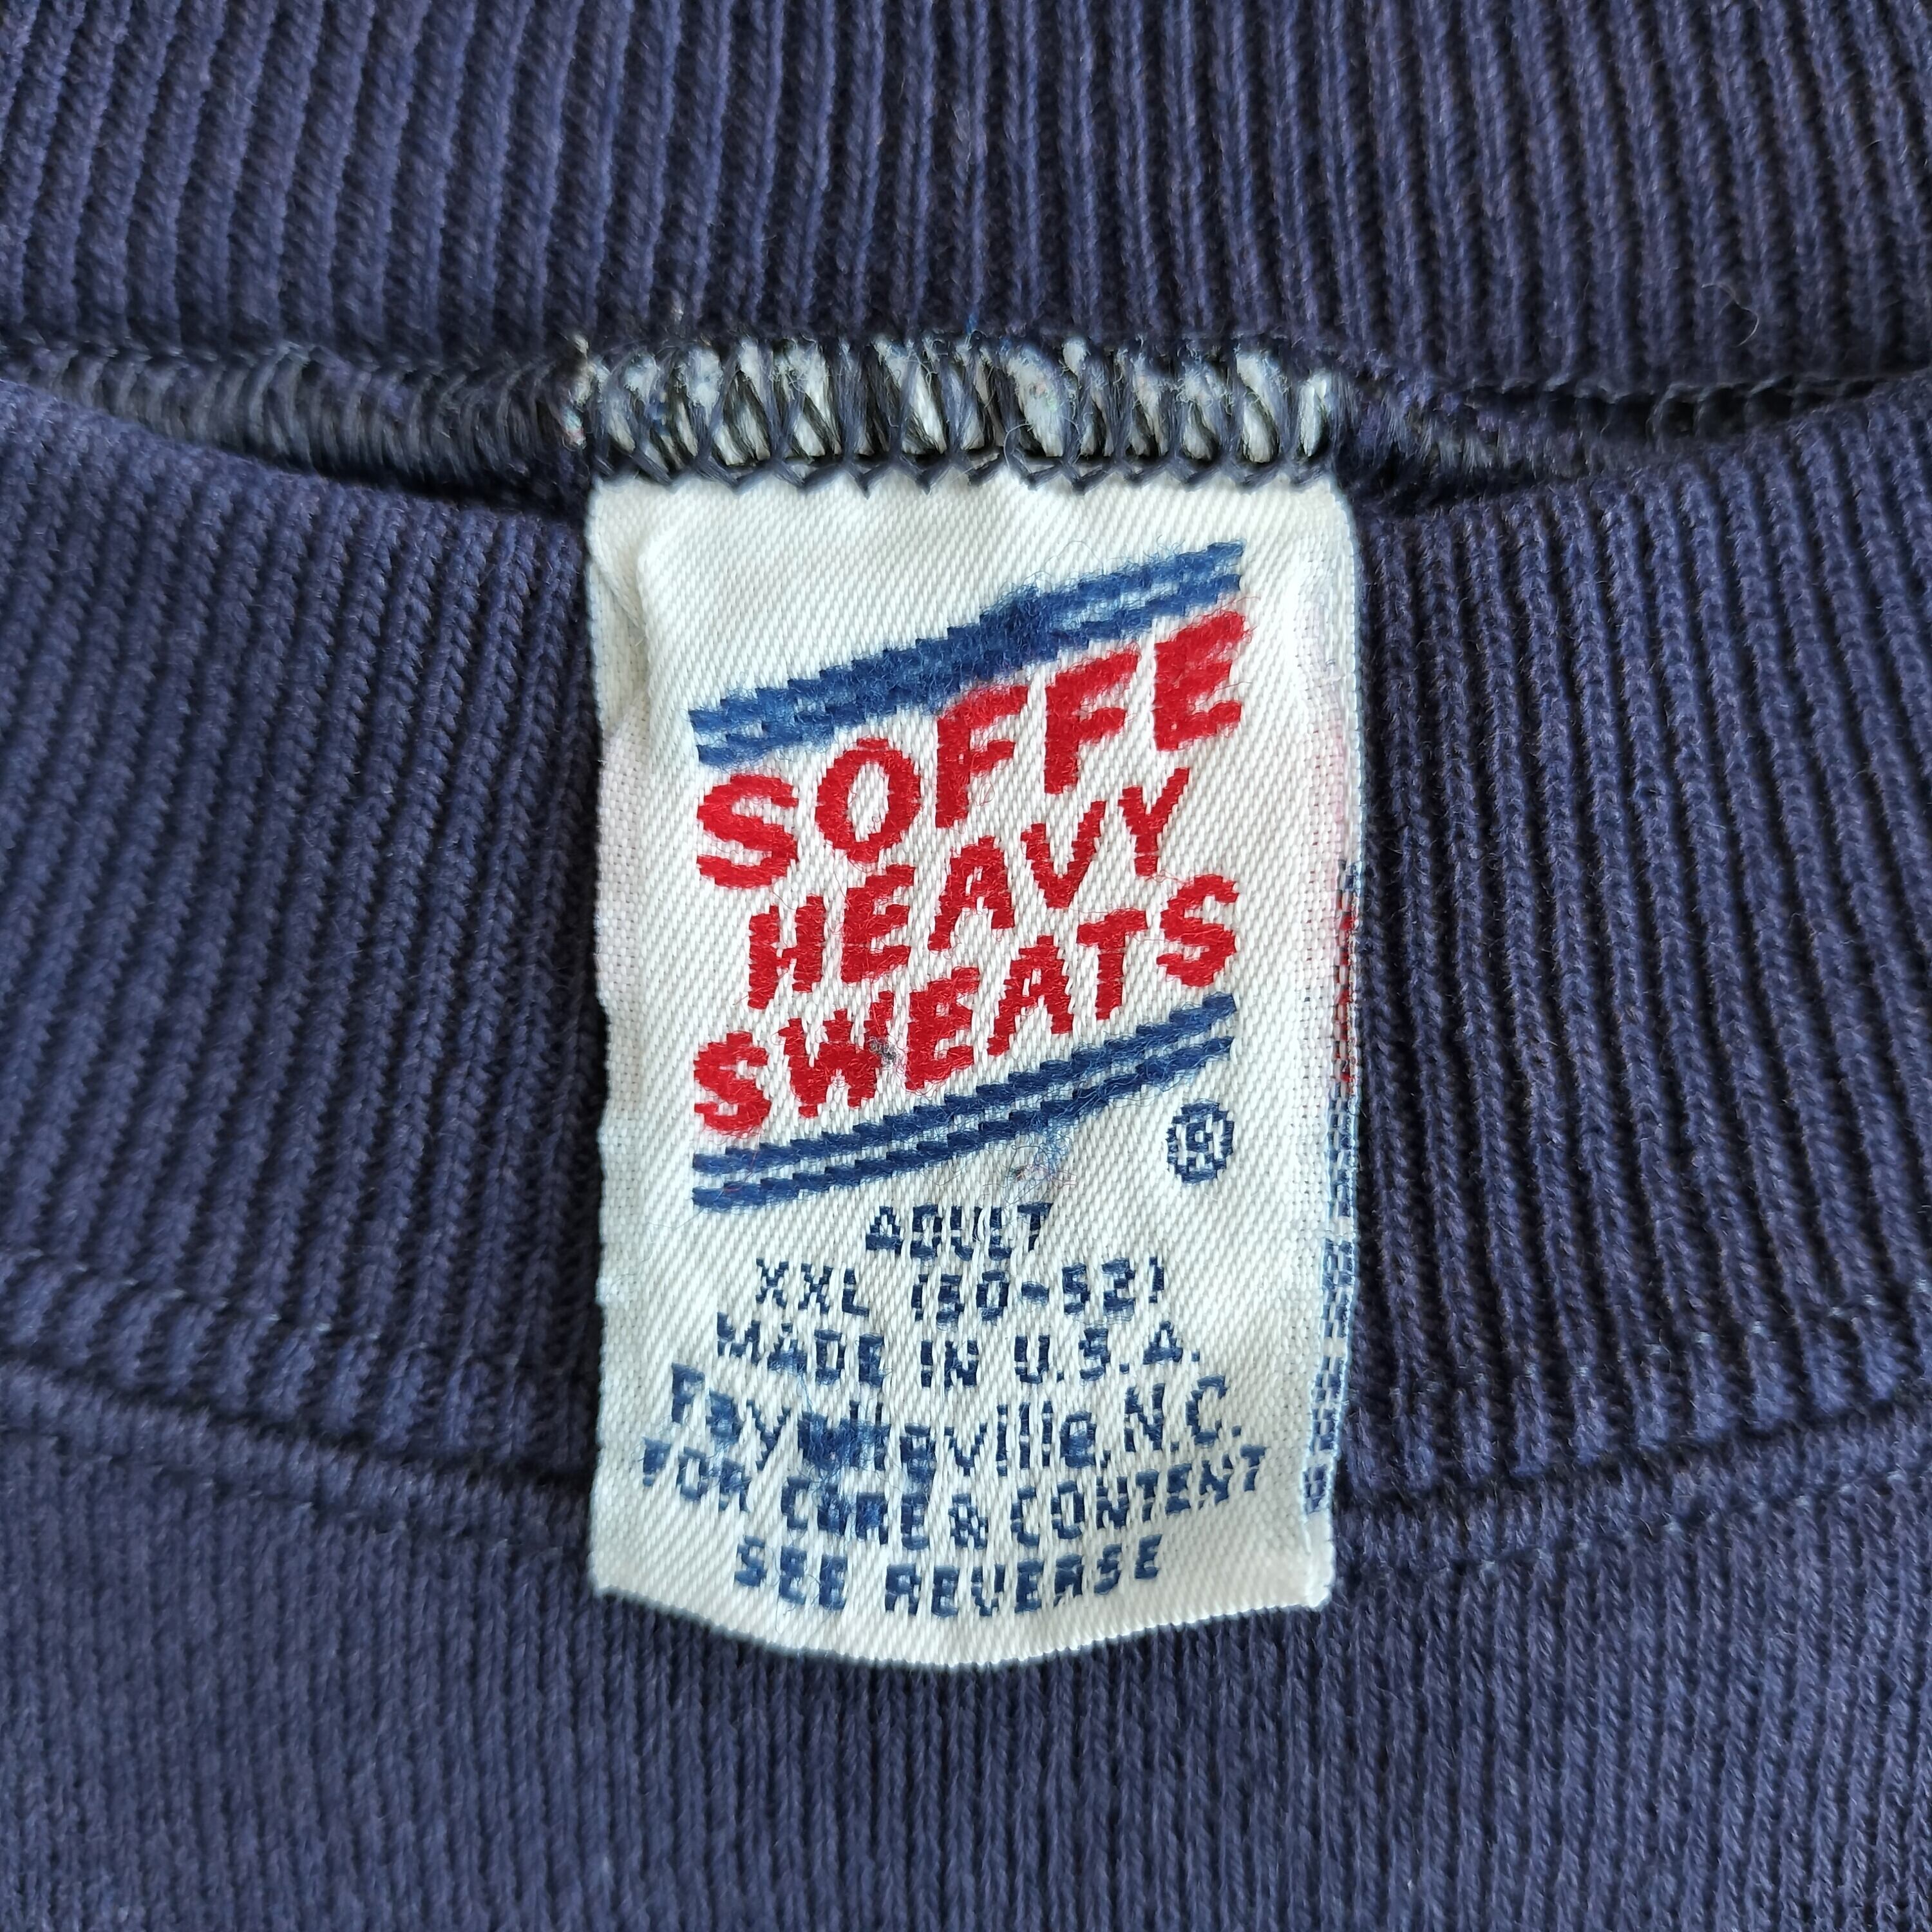 SOFFE
HEAVY
SWEATS
®
ADULT
XXL (50-52)
MADE IN U.S.A.
Fayetteville, N.C.
FOR CARE & CONTENT
SEE REVERSE